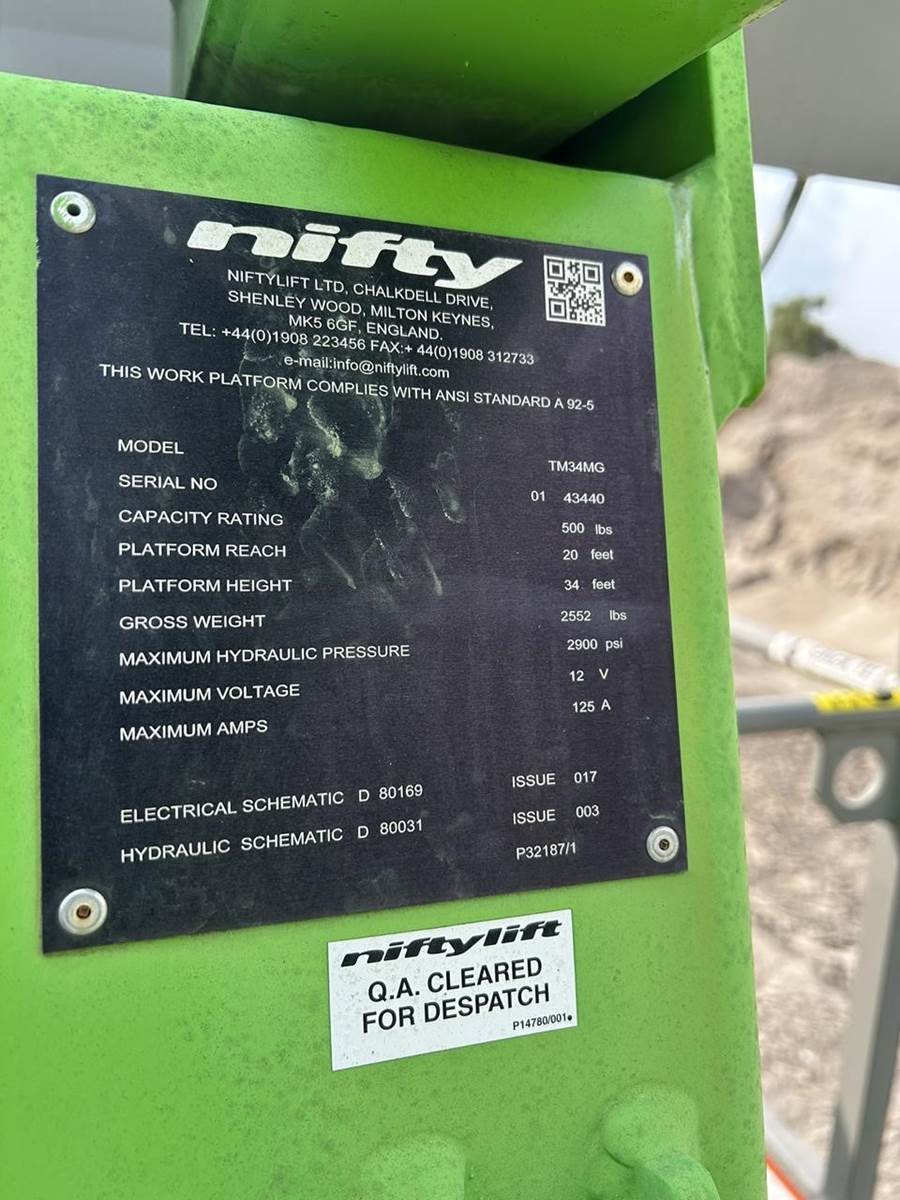 nifty
NIFTYLIFT LTD, CHALKDELL DRIVE,
SHENLEY WOOD, MILTON KEYNES,
MK5 6GF, ENGLAND.
TEL: +44(0)1908 223456 FAX:+ 44(0)1908 312733
e-mail:info@niftylift.com
THIS WORK PLATFORM COMPLIES WITH ANSI STANDARD A 92-5
MODEL TM34MG
SERIAL NO 01 43440
CAPACITY RATING 500 lbs
PLATFORM REACH 20 feet
PLATFORM HEIGHT 34 feet
GROSS WEIGHT 2552 lbs
MAXIMUM HYDRAULIC PRESSURE 2900 psi
MAXIMUM VOLTAGE 12 V
MAXIMUM AMPS 125 A
ELECTRICAL SCHEMATIC D 80169 ISSUE 017
HYDRAULIC SCHEMATIC D 80031 ISSUE 003
P32187/1
niftylift
Q.A. CLEARED
FOR DESPATCH
P14780/001